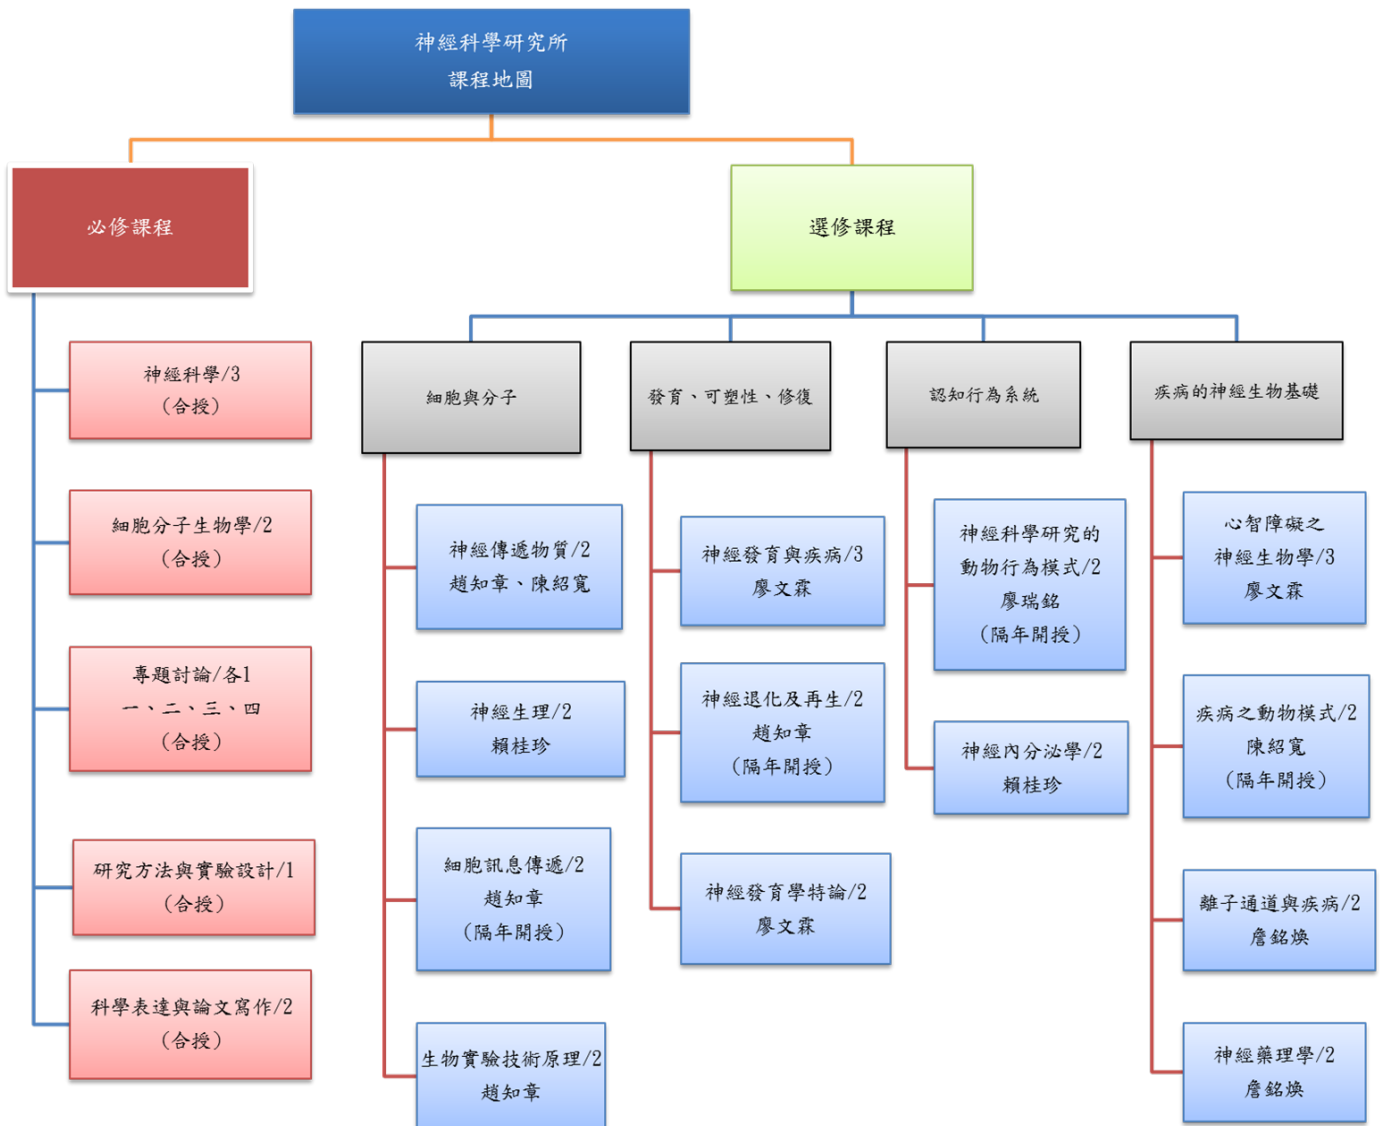 神經科學研究所
課程地圖
必修課程
選修課程
神經科學/3
(合授)
細胞分子生物學/2
(合授)
專題討論/各1
一、二、三、四
(合授)
研究方法與實驗設計/1
(合授)
科學表達與論文寫作/2
(合授)
細胞與分子
神經傳遞物質/2
趙知章、陳紹寬
神經生理/2
賴桂珍
細胞訊息傳遞/2
趙知章
(隔年開授)
生物實驗技術原理/2
趙知章
發育、可塑性、修復
神經發育與疾病/3
廖文霖
神經退化及再生/2
趙知章
(隔年開授)
神經發育學特論/2
廖文霖
認知行為系統
神經科學研究的
動物行為模式/2
廖瑞銘
(隔年開授)
神經內分泌學/2
賴桂珍
疾病的神經生物基礎
心智障礙之
神經生物學/3
廖文霖
疾病之動物模式/2
陳紹寬
(隔年開授)
離子通道與疾病/2
詹銘煥
神經藥理學/2
詹銘煥